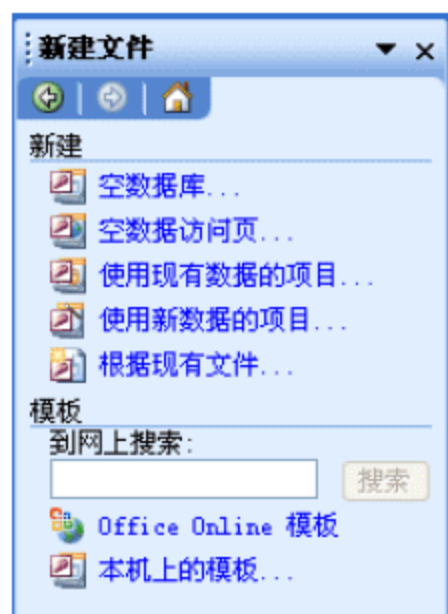 新建文件
新建
空数据库...
空数据访问页...
使用现有数据的项目...
使用新数据的项目...
根据现有文件...
模板
到网上搜索:
搜索
Office Online 模板
本机上的模板...